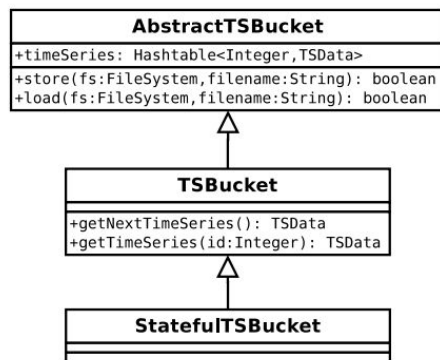 AbstractTSBucket
+timeSeries: Hashtable<Integer,TSData>
+store(fs:FileSystem,filename:String): boolean
+load(fs:FileSystem,filename:String): boolean
TSBucket
+getNextTimeSeries(): TSData
+getTimeSeries(id:Integer): TSData
StatefulTSBucket